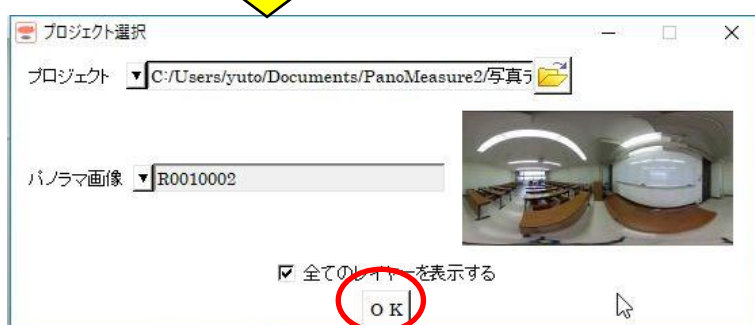 プロジェクト選択
プロジェクト C:/Users/yuto/Documents/PanoMeasure2/写真デ
パノラマ画像 R0010002
全てのレイヤーを表示する
OK